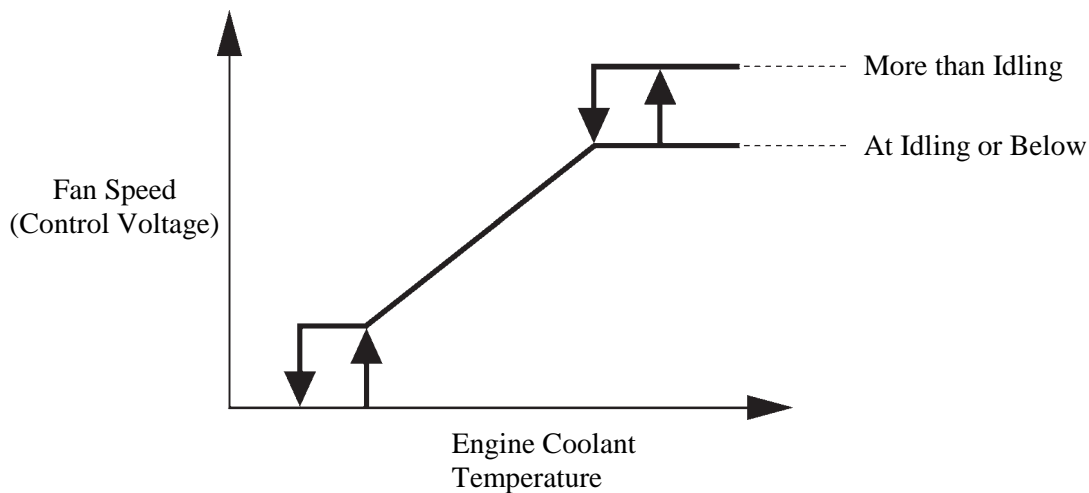 More than Idling
At Idling or Below
Fan Speed
(Control Voltage)
Engine Coolant
Temperature